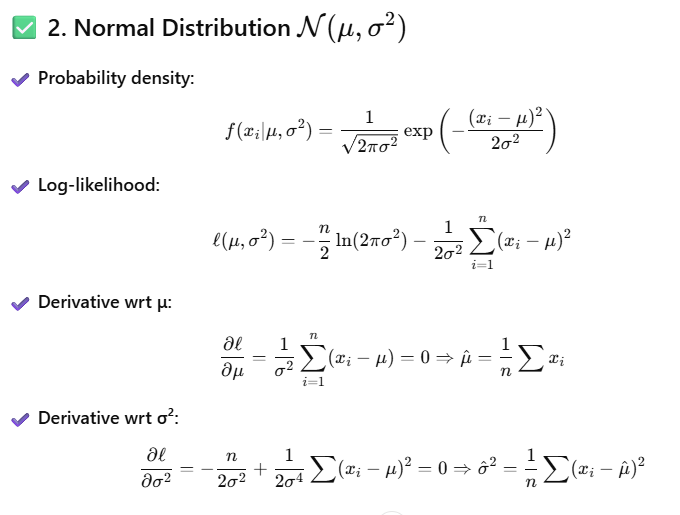 ✅ 2. Normal Distribution 𝒩(μ, σ²)
✔ Probability density:
f(xᵢ|μ, σ²) = 1/√(2πσ²) exp(−(xᵢ − μ)²/2σ²)
✔ Log-likelihood:
ℓ(μ, σ²) = −n/2 ln(2πσ²) − 1/2σ² ∑ᵢ₌₁ⁿ (xᵢ − μ)²
✔ Derivative wrt μ:
∂ℓ/∂μ = 1/σ² ∑ᵢ₌₁ⁿ (xᵢ − μ) = 0 ⇒ μ̂ = 1/n ∑ xᵢ
✔ Derivative wrt σ²:
∂ℓ/∂σ² = −n/2σ² + 1/2σ⁴ ∑(xᵢ − μ)² = 0 ⇒ σ̂² = 1/n ∑(xᵢ − μ̂)²